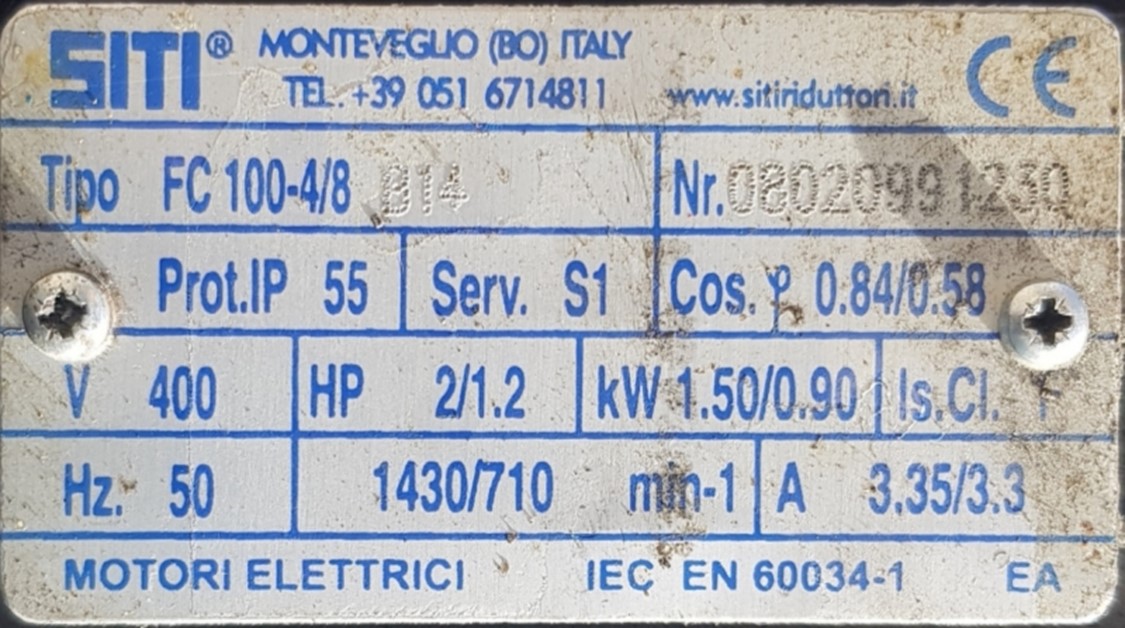 SITI® MONTEVEGLIO (BO) ITALY
TEL. +39 051 6714811 www.sitiriduttori.it CE
Tipo FC 100-4/8 B14 Nr. 08020991230
Prot.IP 55 Serv. S1 Cos. φ 0.84/0.58
V 400 HP 2/1.2 kW 1.50/0.90 Is.Cl. F
Hz. 50 1430/710 min-1 A 3.35/3.3
MOTORI ELETTRICI IEC EN 60034-1 EA